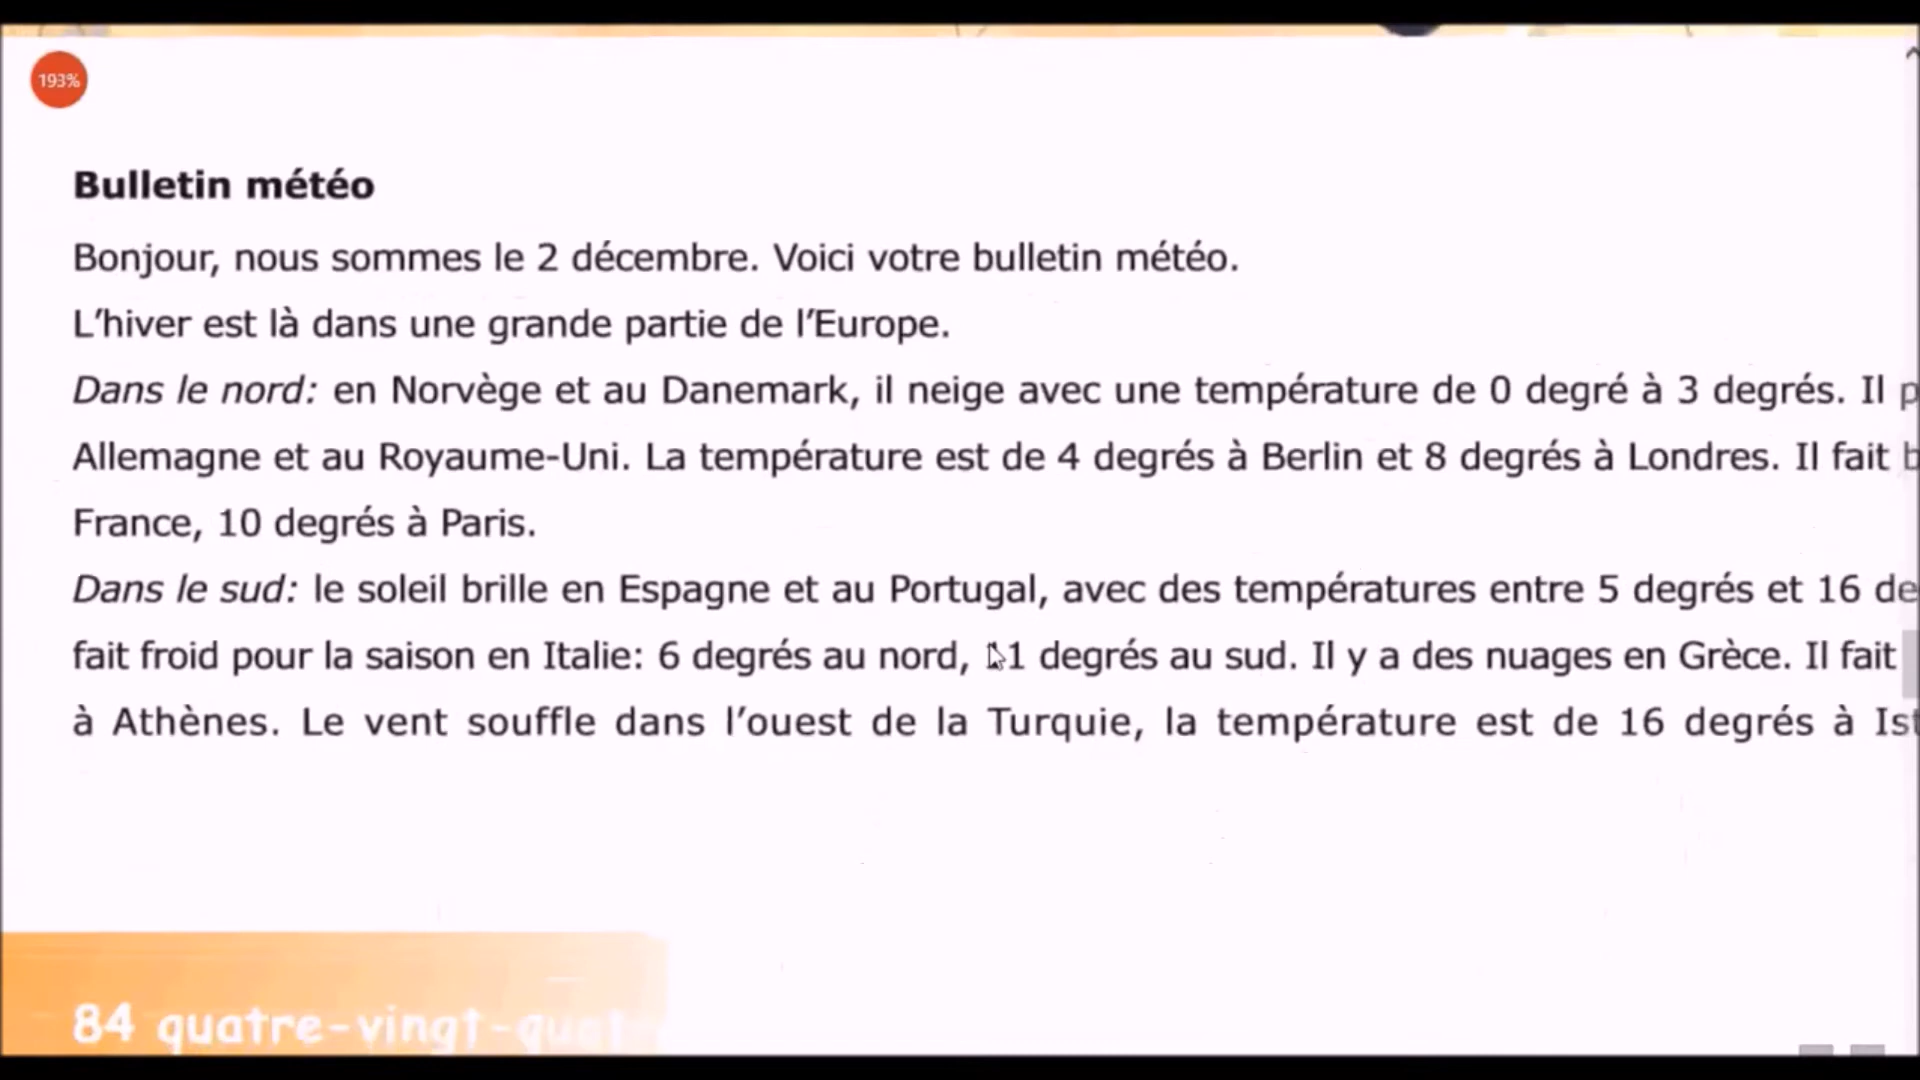 193%
Bulletin météo
Bonjour, nous sommes le 2 décembre. Voici votre bulletin météo.
L’hiver est là dans une grande partie de l’Europe.
Dans le nord: en Norvège et au Danemark, il neige avec une température de 0 degré à 3 degrés. Il
Allemagne et au Royaume-Uni. La température est de 4 degrés à Berlin et 8 degrés à Londres. Il fait
France, 10 degrés à Paris.
Dans le sud: le soleil brille en Espagne et au Portugal, avec des températures entre 5 degrés et 16
fait froid pour la saison en Italie: 6 degrés au nord, 11 degrés au sud. Il y a des nuages en Grèce. Il fait
à Athènes. Le vent souffle dans l’ouest de la Turquie, la température est de 16 degrés à
84 quatre-vingt-quat